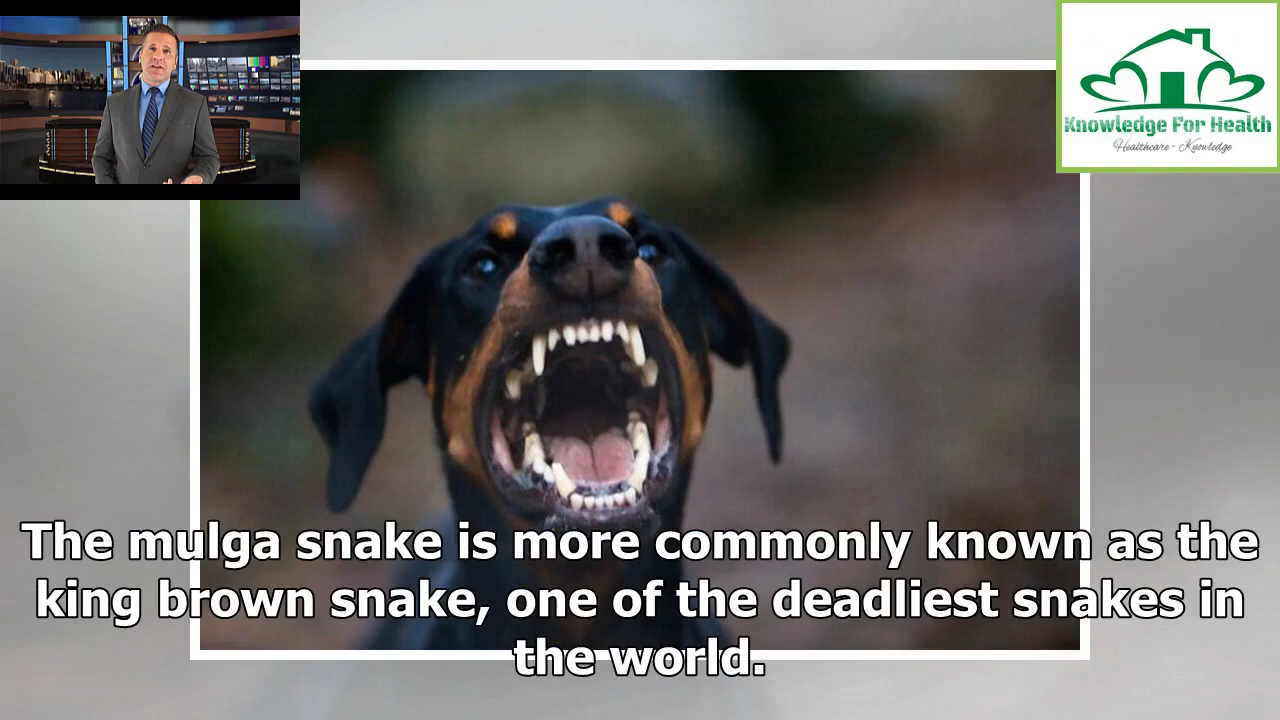 Knowledge For Health
Healthcare - Knowledge
The mulga snake is more commonly known as the
king brown snake, one of the deadliest snakes in
the world.